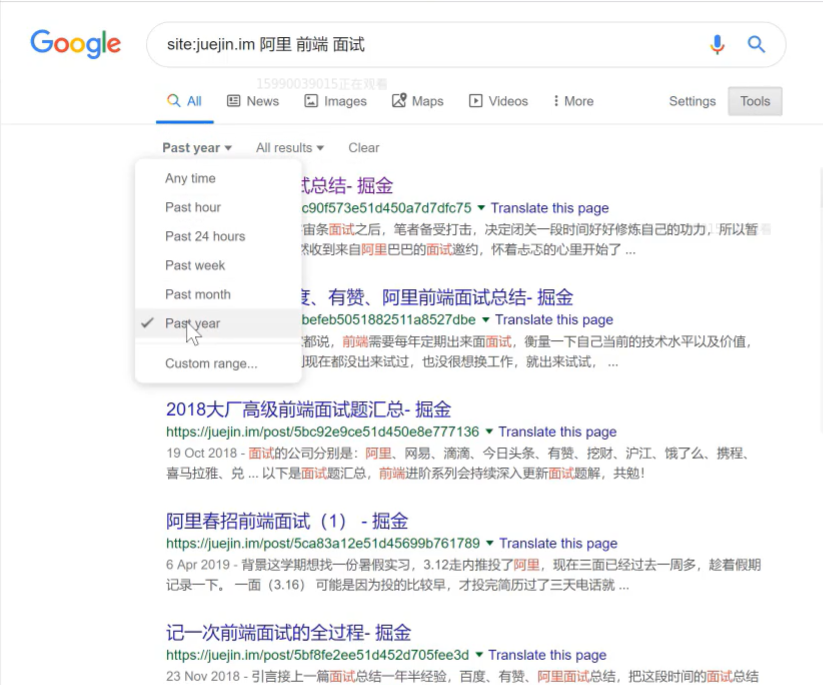 Google
site:juejin.im 阿里 前端 面试
15990039015正在观看
All News Images Maps Videos More Settings Tools
Past year All results Clear
Any time
Past hour
Past 24 hours
Past week
Past month
Past year
Custom range...
试总结- 掘金
c90f573e51d450a7d7dfc75 Translate this page
宙条面试之后，笔者备受打击，决定闭关一段时间好好修炼自己的功力，所以暂
然收到来自阿里巴巴的面试邀约，怀着忐忑的心里开始了 ...
度、有赞、阿里前端面试总结- 掘金
befeb5051882511a8527dbe Translate this page
都说，前端需要每年定期出来面面试，衡量一下自己当前的技术水平以及价值，
到现在都没出来试过，也没很想换工作，就出来试试，...
2018大厂高级前端面试题汇总- 掘金
https://juejin.im/post/5bc92e9ce51d450e8e777136 Translate this page
19 Oct 2018 - 面试的公司分别是：阿里、网易、滴滴、今日头条、有赞、挖财、沪江、饿了么、携程、
喜马拉雅、兑 ... 以下是面试题汇总，前端进阶系列会持续深入更新面试题解，共勉！
阿里春招前端面试（1） - 掘金
https://juejin.im/post/5ca83a12e51d45699b761789 Translate this page
6 Apr 2019 - 背景这学期想找一份暑假实习，3.12走内推投了阿里，现在三面已经过去一周多，趁着假期
记录一下。 一面（3.16） 可能是因为投的比较早，才投完简历过了三天电话就 ...
记一次前端面试的全过程- 掘金
https://juejin.im/post/5bf8fe2ee51d452d705fee3d Translate this page
23 Nov 2018 - 引言接上一篇面试总结一年半经验，百度、有赞、阿里面试总结，把这段时间的面试总结